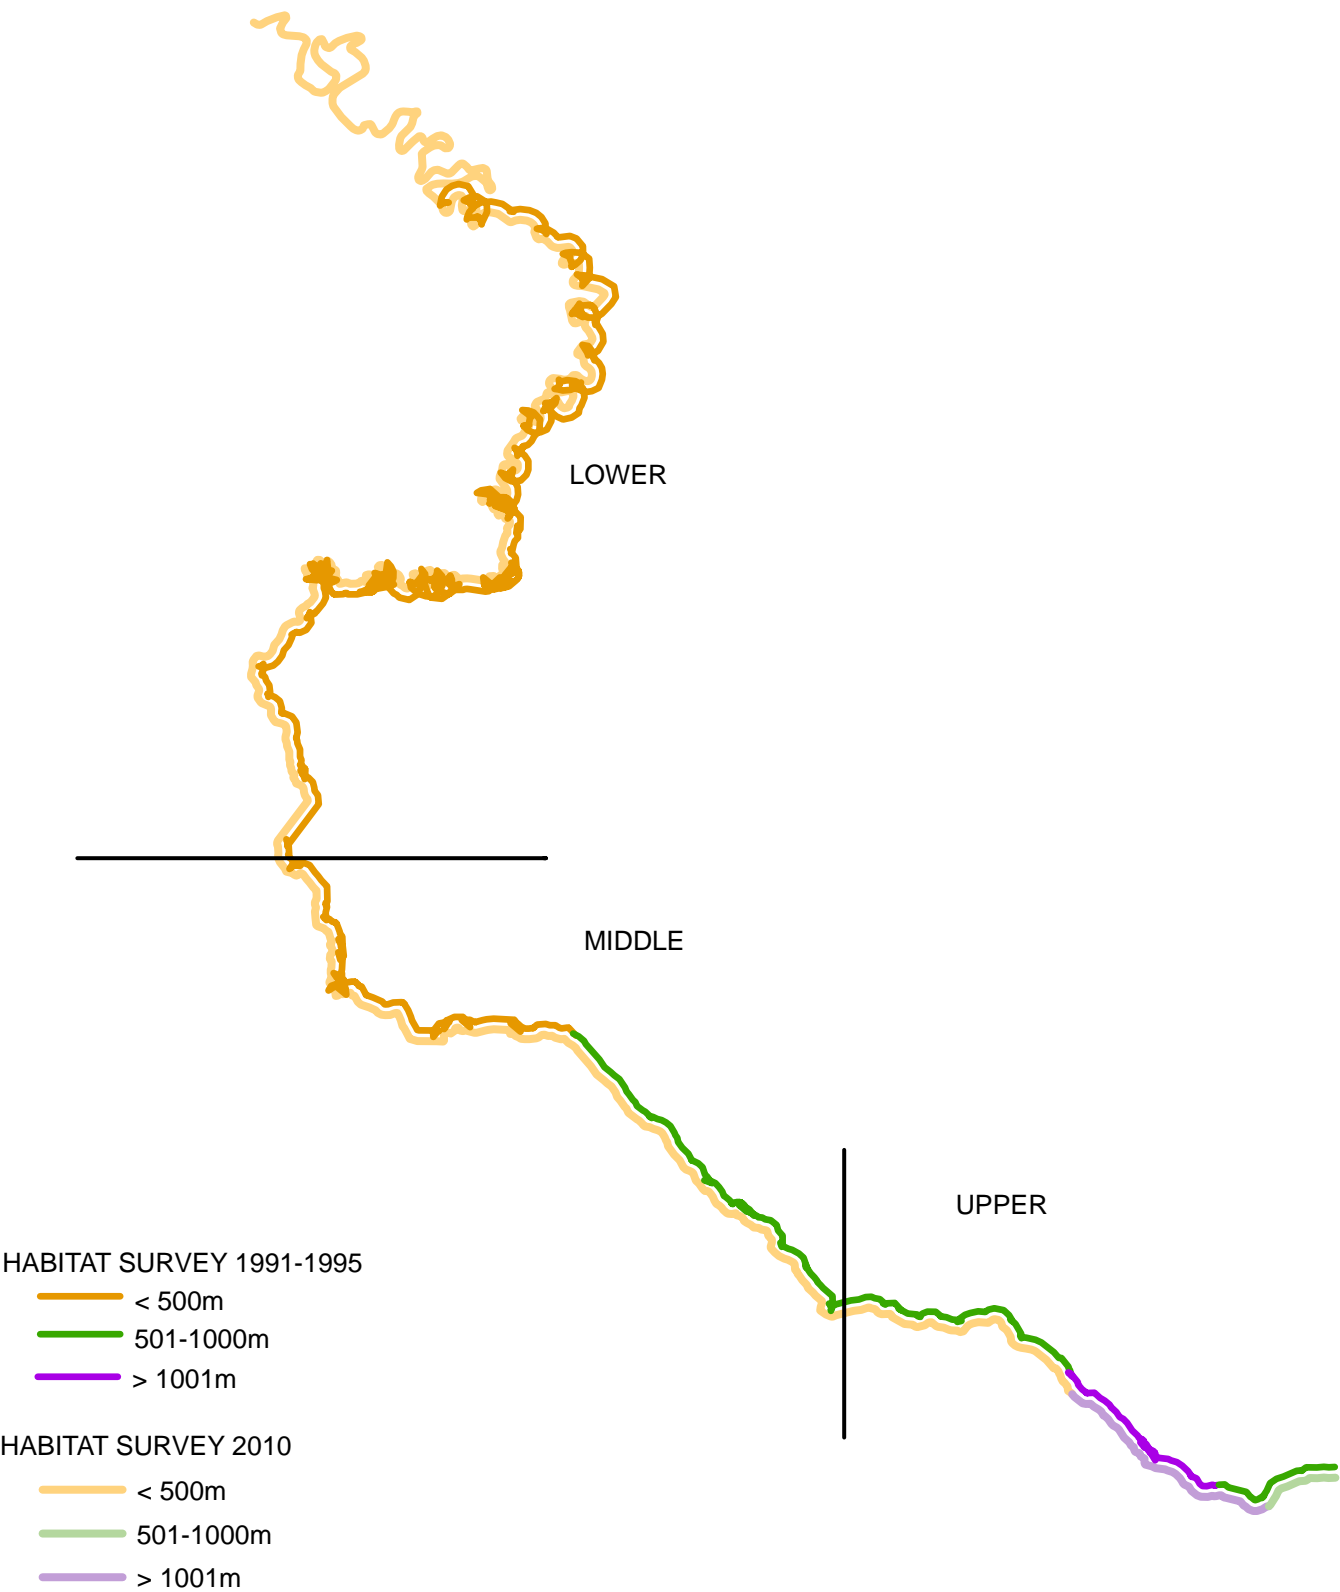 LOWER
MIDDLE
UPPER
HABITAT SURVEY 1991-1995
< 500m
501-1000m
> 1001m
HABITAT SURVEY 2010
< 500m
501-1000m
> 1001m